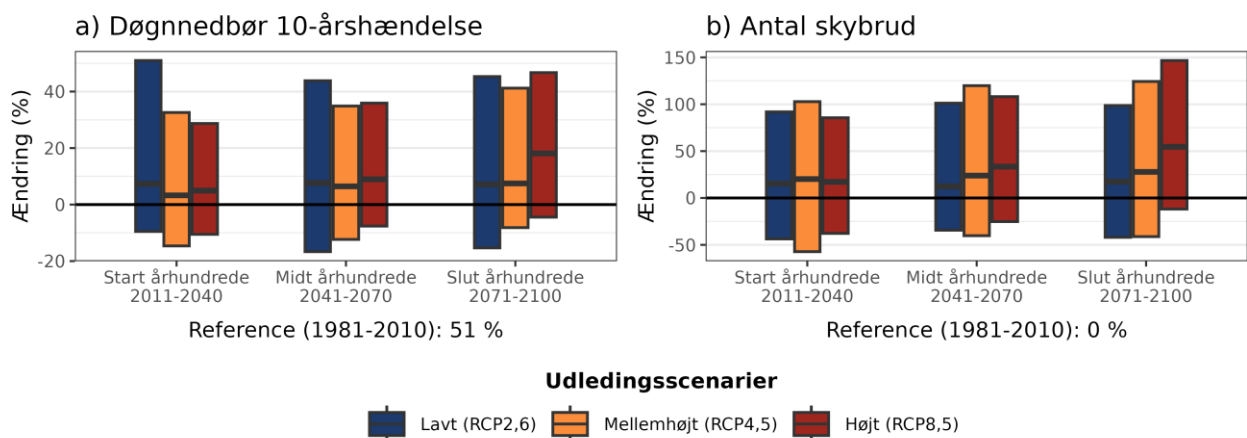 a) Døgnnedbør 10-årshændelse
Ændring (%)
40
20
0
-20
Start århundrede
2011-2040
Midt århundrede
2041-2070
Slut århundrede
2071-2100
Reference (1981-2010): 51 %
b) Antal skybrud
Ændring (%)
150
100
50
0
-50
Start århundrede
2011-2040
Midt århundrede
2041-2070
Slut århundrede
2071-2100
Reference (1981-2010): 0 %
Udledingsscenarier
Lavt (RCP2,6)
Mellemhøjt (RCP4,5)
Højt (RCP8,5)